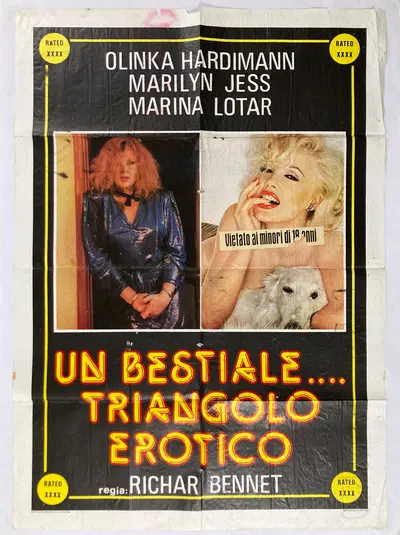 RATED
XXXX
RATED
XXXX
OLINKA HARDIMANN
MARILYN JESS
MARINA LOTAR
Vietato ai minori di 18 anni
UN BESTIALE....
TRIANGOLO
EROTICO
regia: RICHAR BENNET
RATED
XXXX
RATED
XXXX